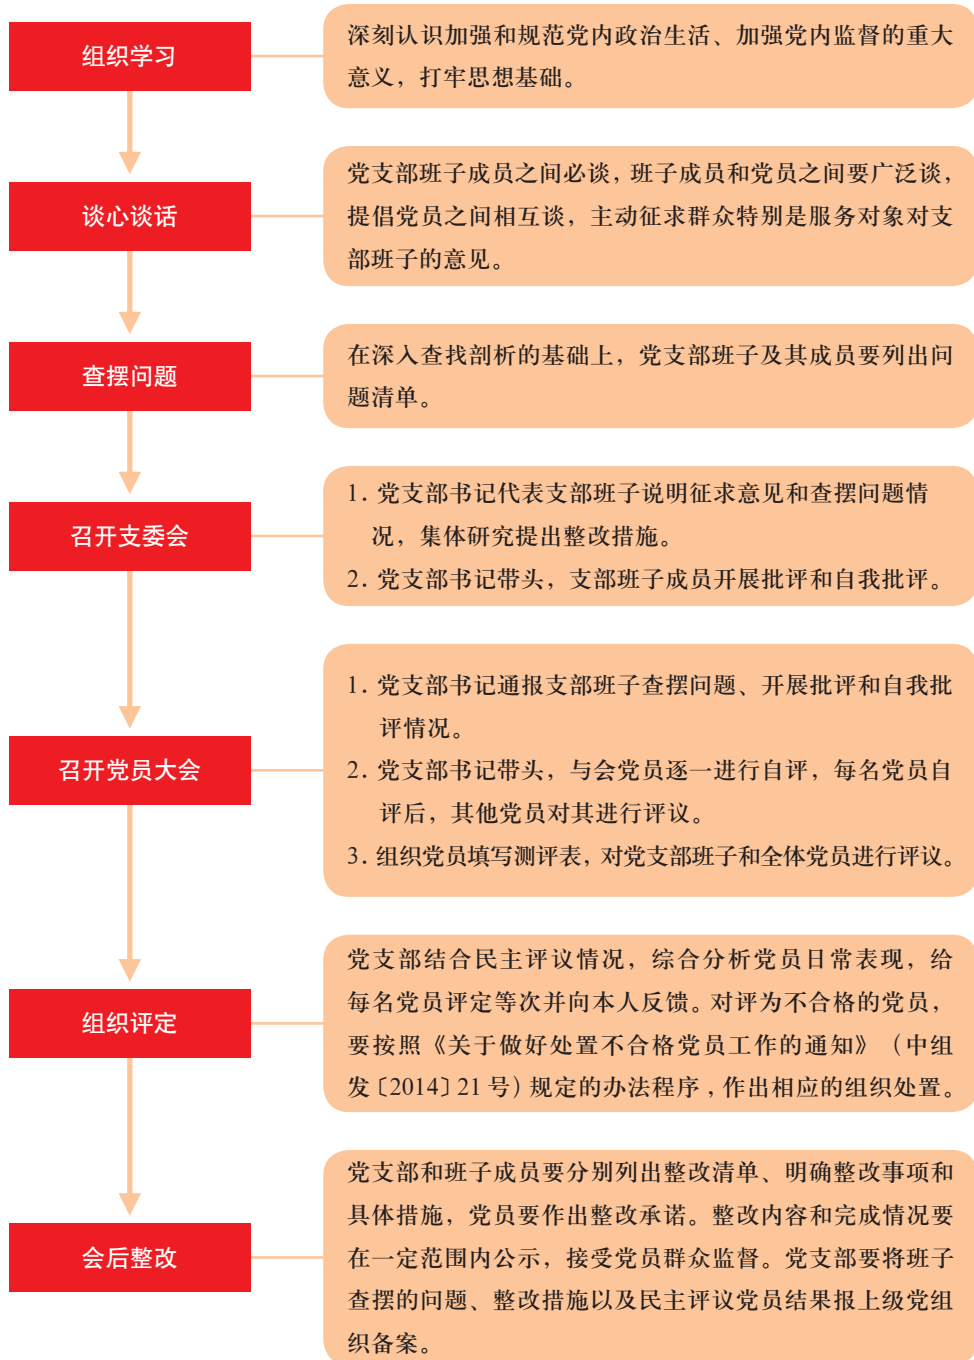 组织学习
深刻认识加强和规范党内政治生活、加强党内监督的重大
意义，打牢思想基础。
谈心谈话
党支部班子成员之间必谈，班子成员和党员之间要广泛谈，
提倡党员之间相互谈，主动征求群众特别是服务对象对支
部班子的意见。
查摆问题
在深入查找剖析的基础上，党支部班子及其成员要列出问
题清单。
召开支委会
1. 党支部书记代表支部班子说明征求意见和查摆问题情
况，集体研究提出整改措施。
2. 党支部书记带头，支部班子成员开展批评和自我批评。
召开党员大会
1. 党支部书记通报支部班子查摆问题、开展批评和自我批
评情况。
2. 党支部书记带头，与会党员逐一进行自评，每名党员自
评后，其他党员对其进行评议。
3. 组织党员填写测评表，对党支部班子和全体党员进行评议。
组织评定
党支部结合民主评议情况，综合分析党员日常表现，给
每名党员评定等次并向本人反馈。对评为不合格的党员，
要按照《关于做好处置不合格党员工作的通知》（中组
发〔2014〕21 号）规定的办法程序，作出相应的组织处置。
会后整改
党支部和班子成员要分别列出整改清单、明确整改事项和
具体措施，党员要作出整改承诺。整改内容和完成情况要
在一定范围内公示，接受党员群众监督。党支部要将班子
查摆的问题、整改措施以及民主评议党员结果报上级党组
织备案。